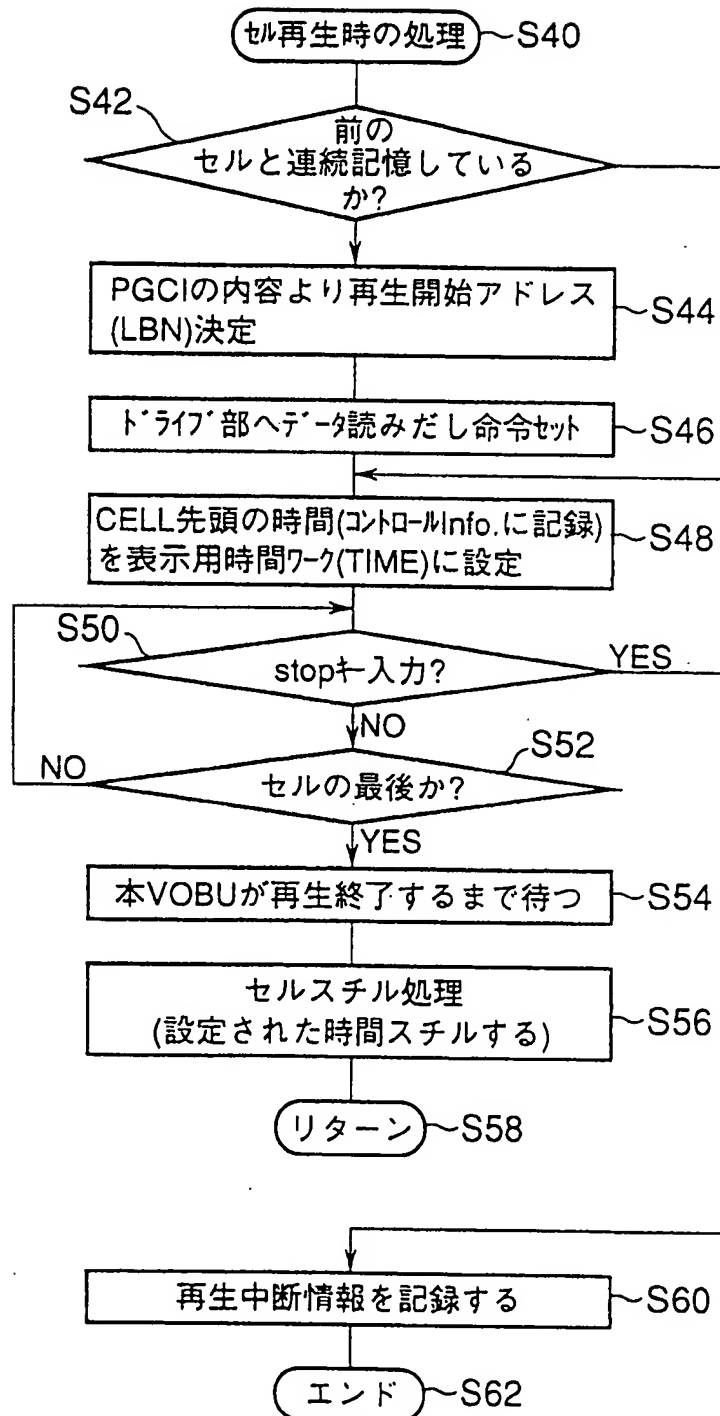 セル再生時の処理
S40
S42
前の
セルと連続記憶している
か?
PGCIの内容より再生開始アドレス
(LBN)決定
S44
ドライブ部へデータ読みだし命令セット
S46
CELL先頭の時間(コントロールInfo.に記録)
を表示用時間ワーク(TIME)に設定
S48
S50
stopキー入力?
YES
NO
S52
NO
セルの最後か?
YES
本VOBUが再生終了するまで待つ
S54
セルスチル処理
(設定された時間スチルする)
S56
リターン
S58
再生中断情報を記録する
S60
エンド
S62